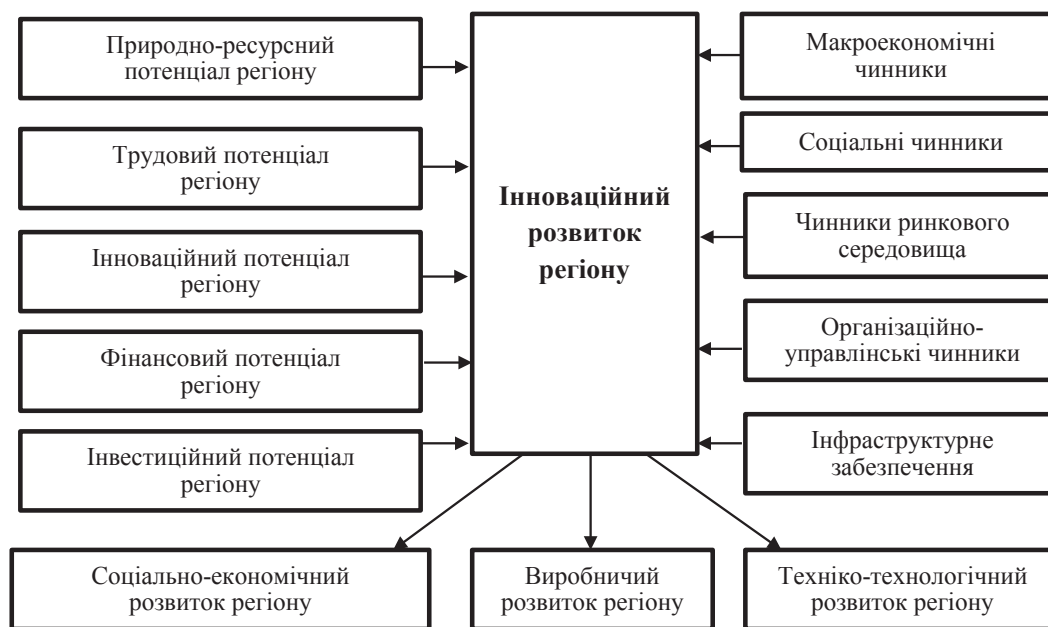 Природно-ресурсний
потенціал регіону
Трудовий потенціал
регіону
Інноваційний потенціал
регіону
Фінансовий потенціал
регіону
Інвестиційний потенціал
регіону
Інноваційний
розвиток
регіону
Макроекономічні
чинники
Соціальні чинники
Чинники ринкового
середовища
Організаційно-
управлінські чинники
Інфраструктурне
забезпечення
Соціально-економічний
розвиток регіону
Виробничий
розвиток регіону
Техніко-технологічний
розвиток регіону